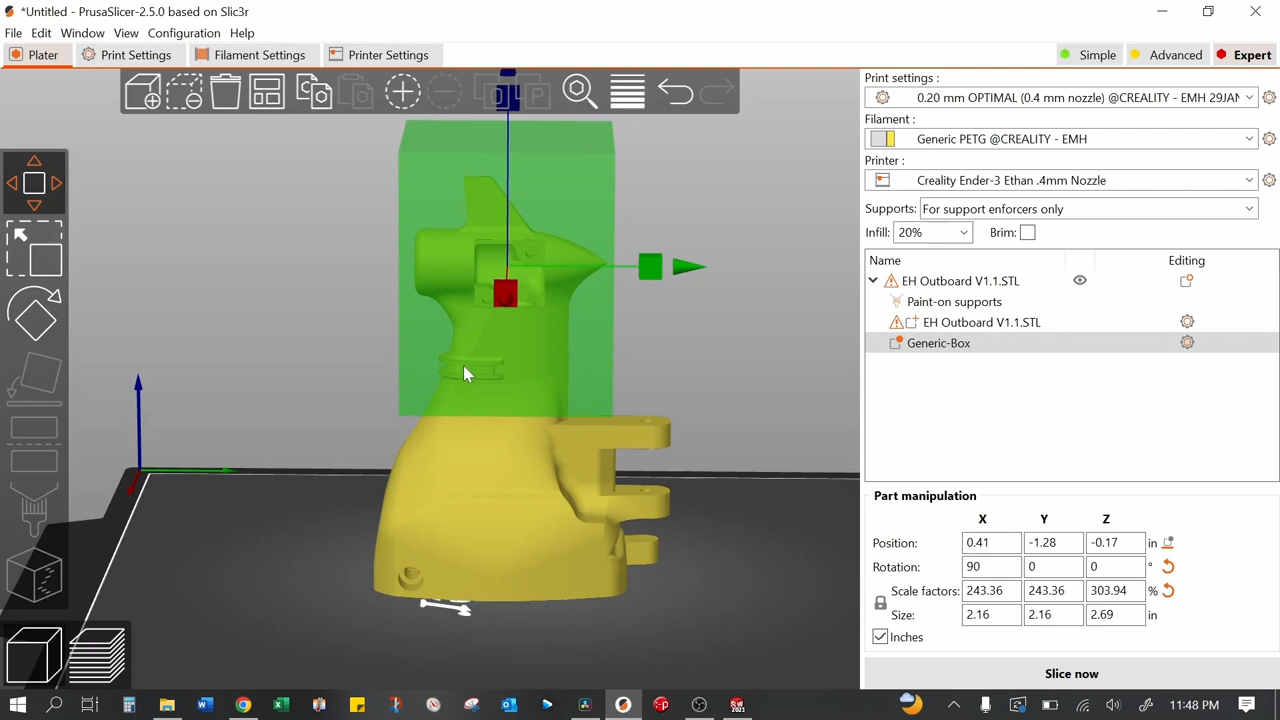 *Untitled - PrusaSlicer-2.5.0 based on Slic3r
File Edit Window View Configuration Help
Plater Print Settings Filament Settings Printer Settings Simple Advanced Expert
Print settings :
0.20 mm OPTIMAL (0.4 mm nozzle) @CREALITY - EMH 29JAN
Filament :
Generic PETG @CREALITY - EMH
Printer :
Creality Ender-3 Ethan .4mm Nozzle
Supports: For support enforcers only
Infill: 20% Brim:
Name Editing
EH Outboard V1.1.STL
Paint-on supports
EH Outboard V1.1.STL
Generic-Box
Part manipulation
X Y Z
Position: 0.41 -1.28 -0.17 in
Rotation: 90 0 0 °
Scale factors: 243.36 243.36 303.94 %
Size: 2.16 2.16 2.69 in
Inches
Slice now
11:48 PM